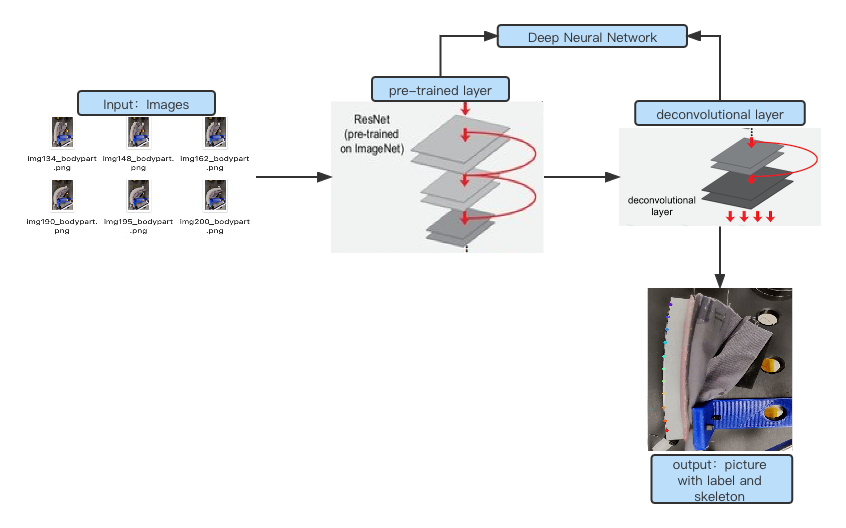 Deep Neural Network
pre-trained layer
Input: Images
deconvolutional layer
ResNet
(pre-trained
on ImageNet)
img134_bodypart
.png
img148_bodypart
.png
img162_bodypart
.png
img190_bodypart.
png
img195_bodypart
.png
img200_bodypart
.png
deconvolutional
layer
output: picture
with label and
skeleton